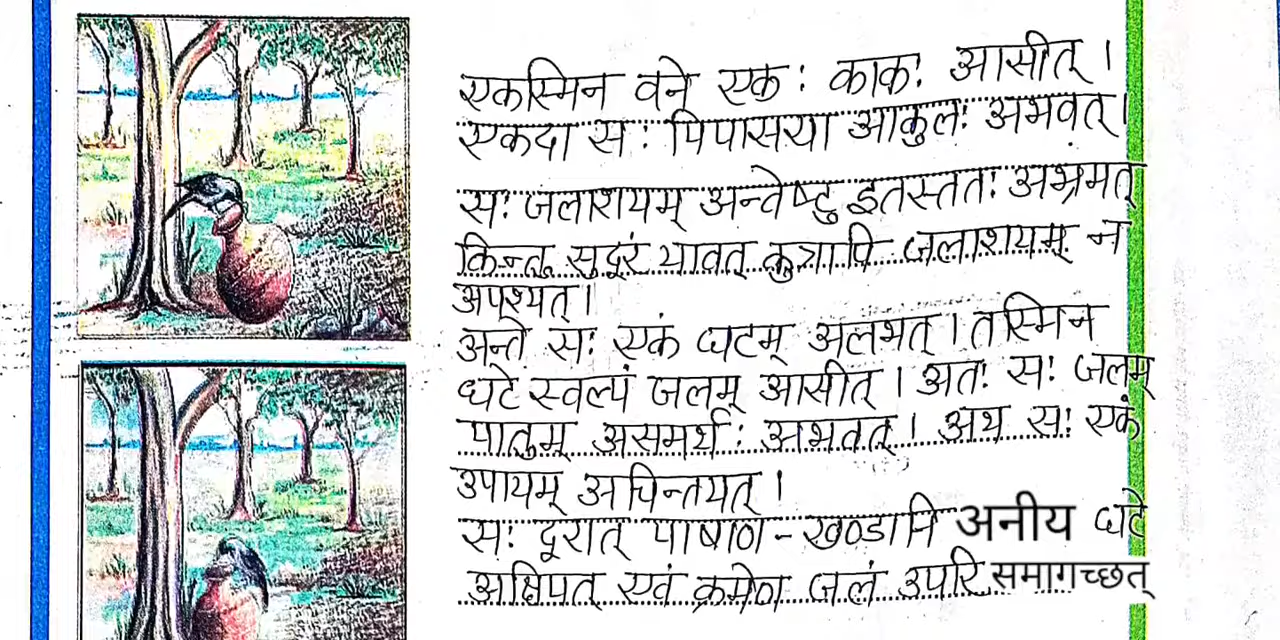 एकस्मिन वने एक: काक: आसीत् ।
एकदा स: पिपासया आकुल: अभवत् ।
स: जलाशयम् अन्वेष्टु इतस्तत: अभ्रमत्
किन्तु सुदूरं यावत् कुत्रापि जलाशयम् न
अपश्यत् ।
अन्ते स: एकं घटम् अलभत् । तस्मिन
घटे स्वल्पं जलम् आसीत् । अत: स: जलम्
पातुम् असमर्थ: अभवत् । अथ स: एकं
उपायम् अचिन्तयत् ।
स: दूरात् पाषाण - खण्डानि अनीय घटे
अक्षिपत् एवं क्रमेण जलं उपरि समागच्छत्